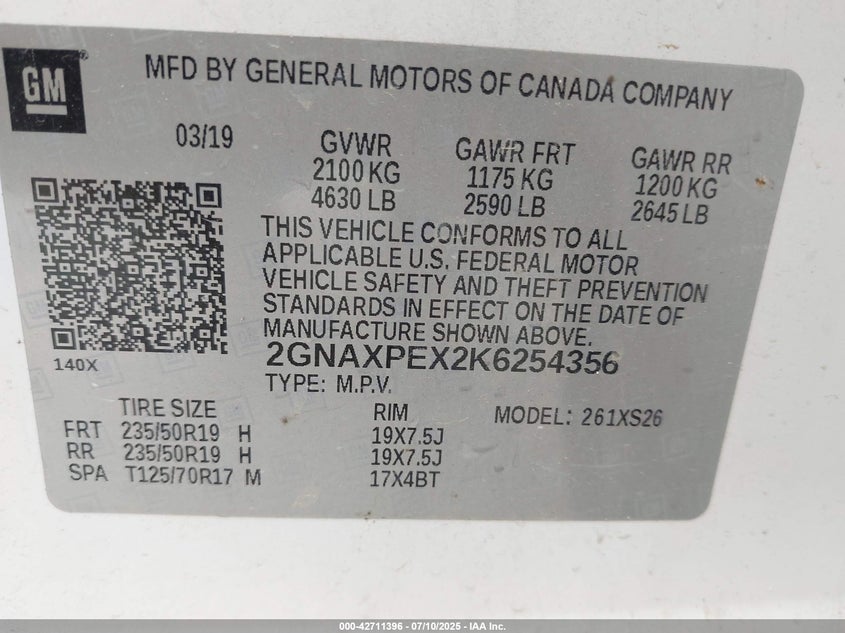 GM
MFD BY GENERAL MOTORS OF CANADA COMPANY
03/19
GVWR
2100 KG
4630 LB
GAWR FRT
1175 KG
2590 LB
GAWR RR
1200 KG
2645 LB
THIS VEHICLE CONFORMS TO ALL
APPLICABLE U.S. FEDERAL MOTOR
VEHICLE SAFETY AND THEFT PREVENTION
STANDARDS IN EFFECT ON THE DATE OF
MANUFACTURE SHOWN ABOVE.
140X
2GNAXPEX2K6254356
TYPE: M.P.V.
MODEL: 261XS26
TIRE SIZE RIM
FRT 235/50R19 H 19X7.5J
RR 235/50R19 H 19X7.5J
SPA T125/70R17 M 17X4BT
000-42711396 - 07/10/2025 - IAA Inc.